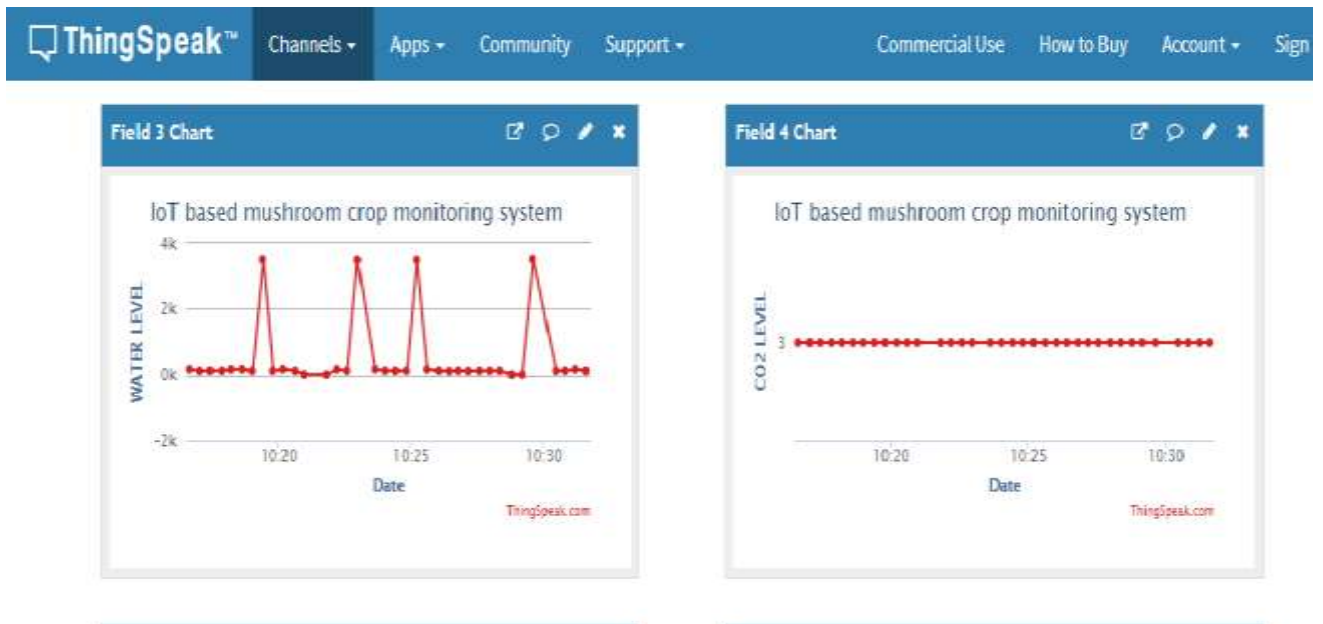 ThingSpeak™ Channels Apps Community Support Commercial Use How to Buy Account Sign
Field 3 Chart
IoT based mushroom crop monitoring system
4k
2k
0k
-2k
WATER LEVEL
10:20 10:25 10:30
Date
ThingSpeak.com
Field 4 Chart
IoT based mushroom crop monitoring system
3
CO2 LEVEL
10:20 10:25 10:30
Date
ThingSpeak.com